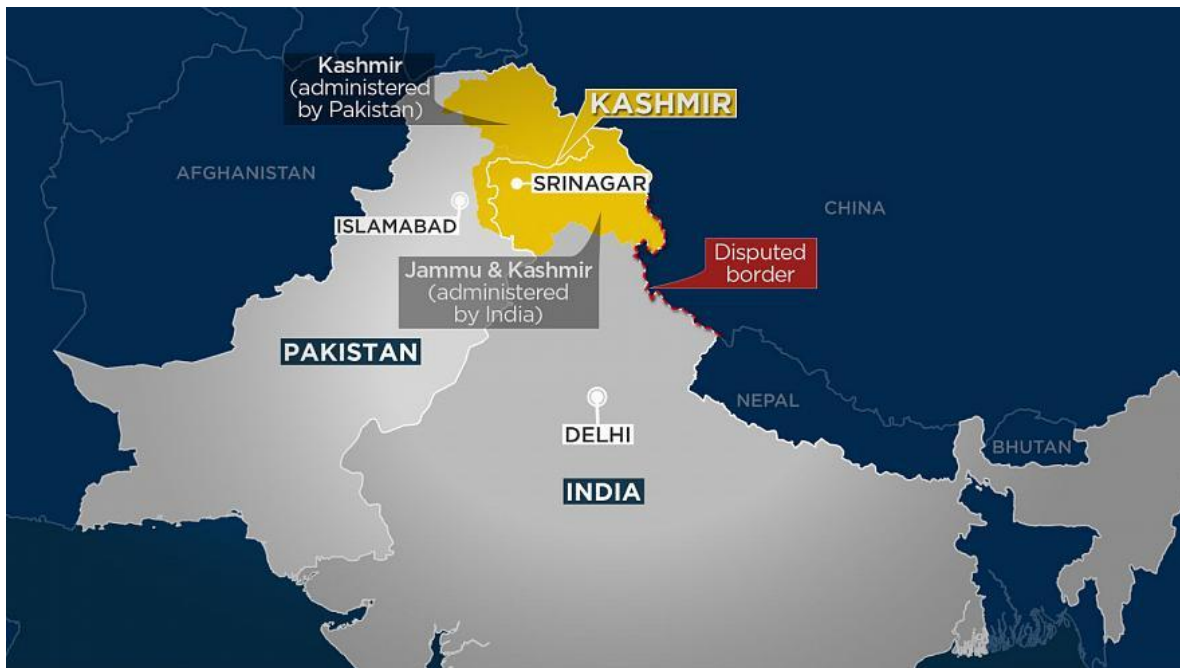 Kashmir
(administered
by Pakistan)
KASHMIR
AFGHANISTAN
SRINAGAR
CHINA
ISLAMABAD
Disputed
border
Jammu & Kashmir
(administered
by India)
PAKISTAN
NEPAL
DELHI
BHUTAN
INDIA